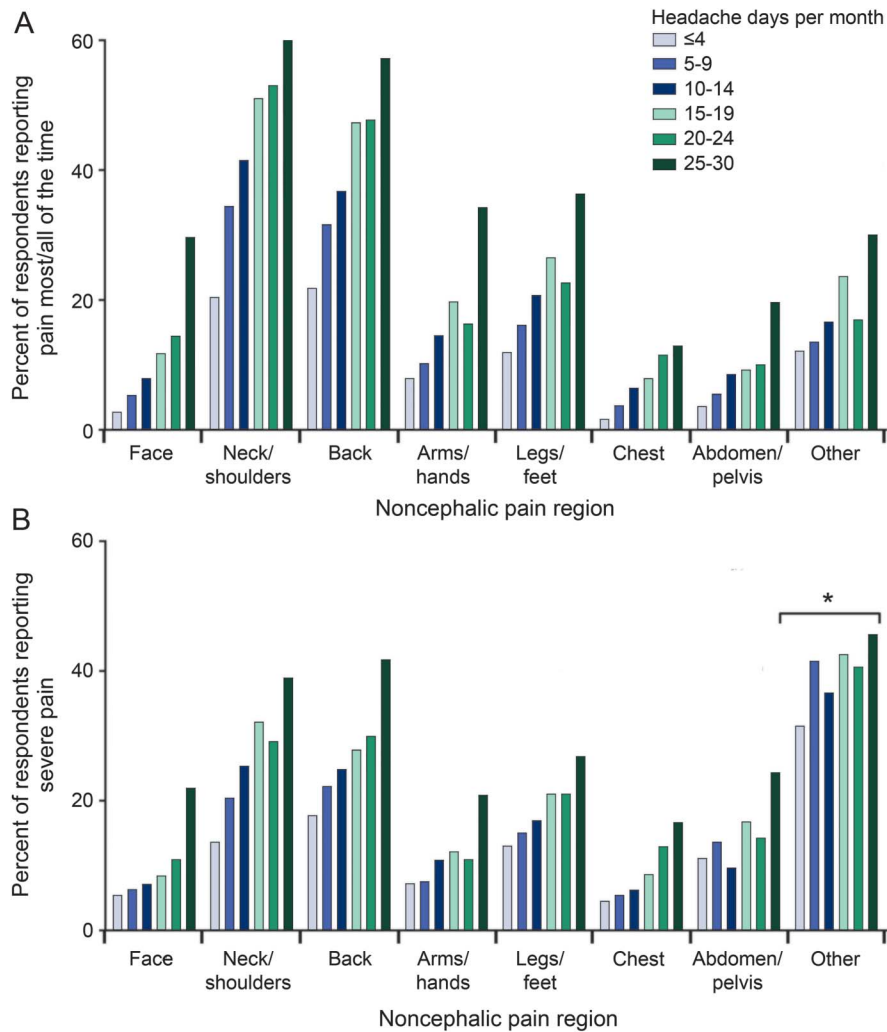 A
Headache days per month
≤4
5-9
10-14
15-19
20-24
25-30
Percent of respondents reporting
pain most/all of the time
60
40
20
0
Face
Neck/
shoulders
Back
Arms/
hands
Legs/
feet
Chest
Abdomen/
pelvis
Other
Noncephalic pain region
B
Percent of respondents reporting
severe pain
60
40
20
0
*
Face
Neck/
shoulders
Back
Arms/
hands
Legs/
feet
Chest
Abdomen/
pelvis
Other
Noncephalic pain region